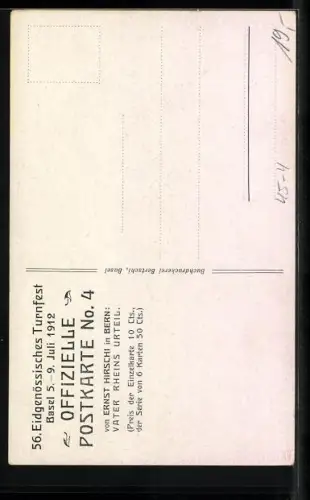 56. Eidgenössisches Turnfest
Basel 5.–9. Juli 1912
OFFIZIELLE
POSTKARTE No. 4
von ERNST HIRSCHI in BERN:
VATER RHEINS URTEIL.
(Preis der Einzelkarte 10 Cts.,
der Serie von 6 Karten 50 Cts.)
Buchdruckerei Bertschi, Basel
19,-
45-4